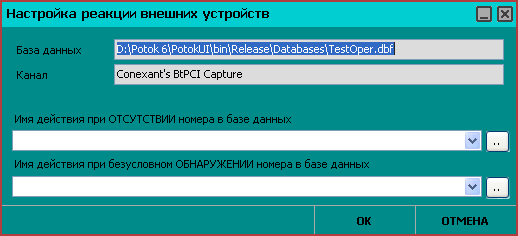 Настройка реакции внешних устройств
База данных D:\Potok 6\PotokUI\bin\Release\Databases\TestOper.dbf
Канал Conexant's BtPCI Capture
Имя действия при ОТСУТСТВИИ номера в базе данных
..
Имя действия при безусловном ОБНАРУЖЕНИИ номера в базе данных
..
ОК ОТМЕНА